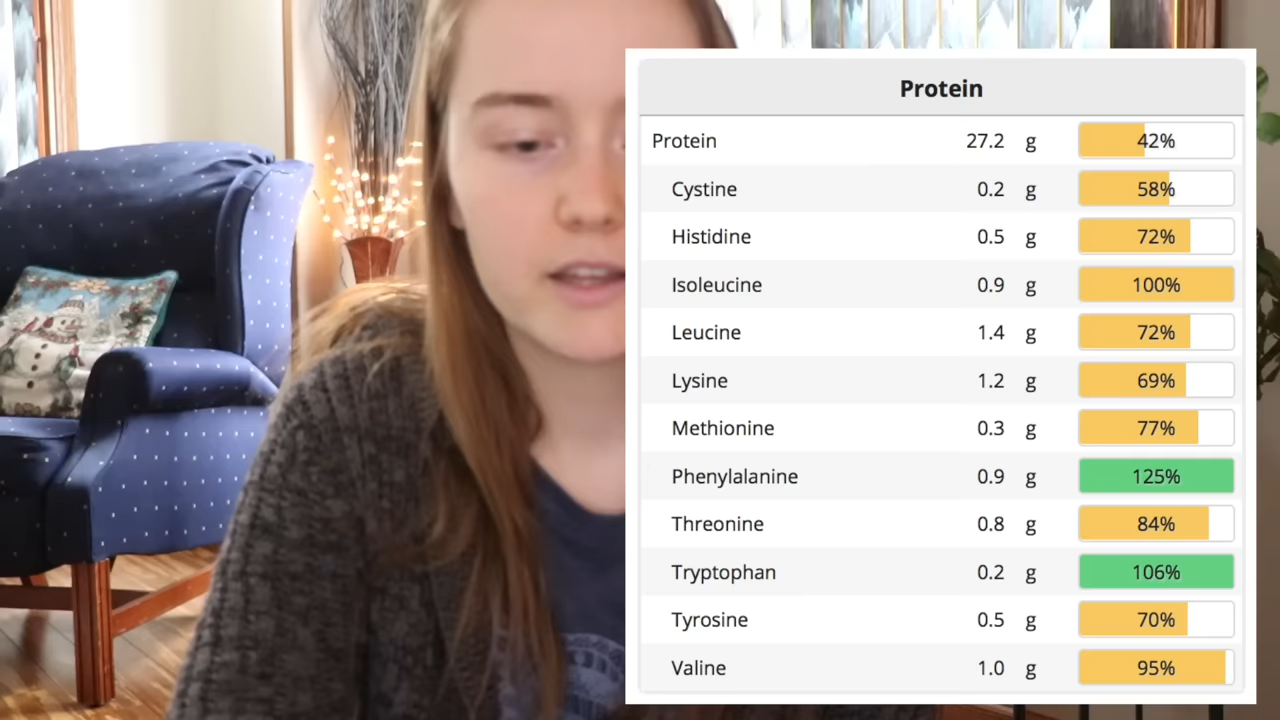 Protein
Protein 27.2 g 42%
Cystine 0.2 g 58%
Histidine 0.5 g 72%
Isoleucine 0.9 g 100%
Leucine 1.4 g 72%
Lysine 1.2 g 69%
Methionine 0.3 g 77%
Phenylalanine 0.9 g 125%
Threonine 0.8 g 84%
Tryptophan 0.2 g 106%
Tyrosine 0.5 g 70%
Valine 1.0 g 95%